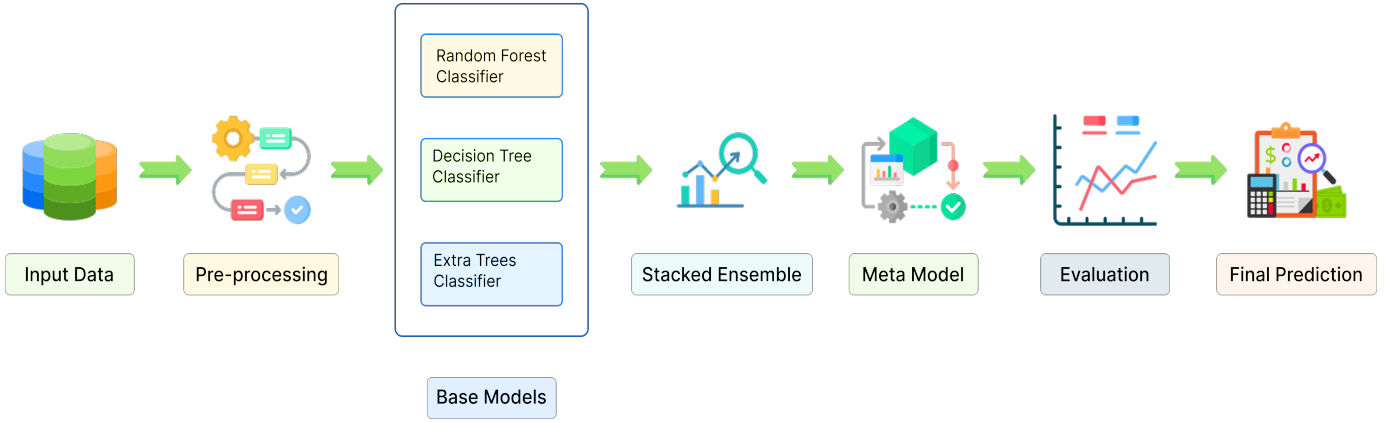 Random Forest
Classifier
Decision Tree
Classifier
Extra Trees
Classifier
Input Data
Pre-processing
Stacked Ensemble
Meta Model
Evaluation
Final Prediction
Base Models